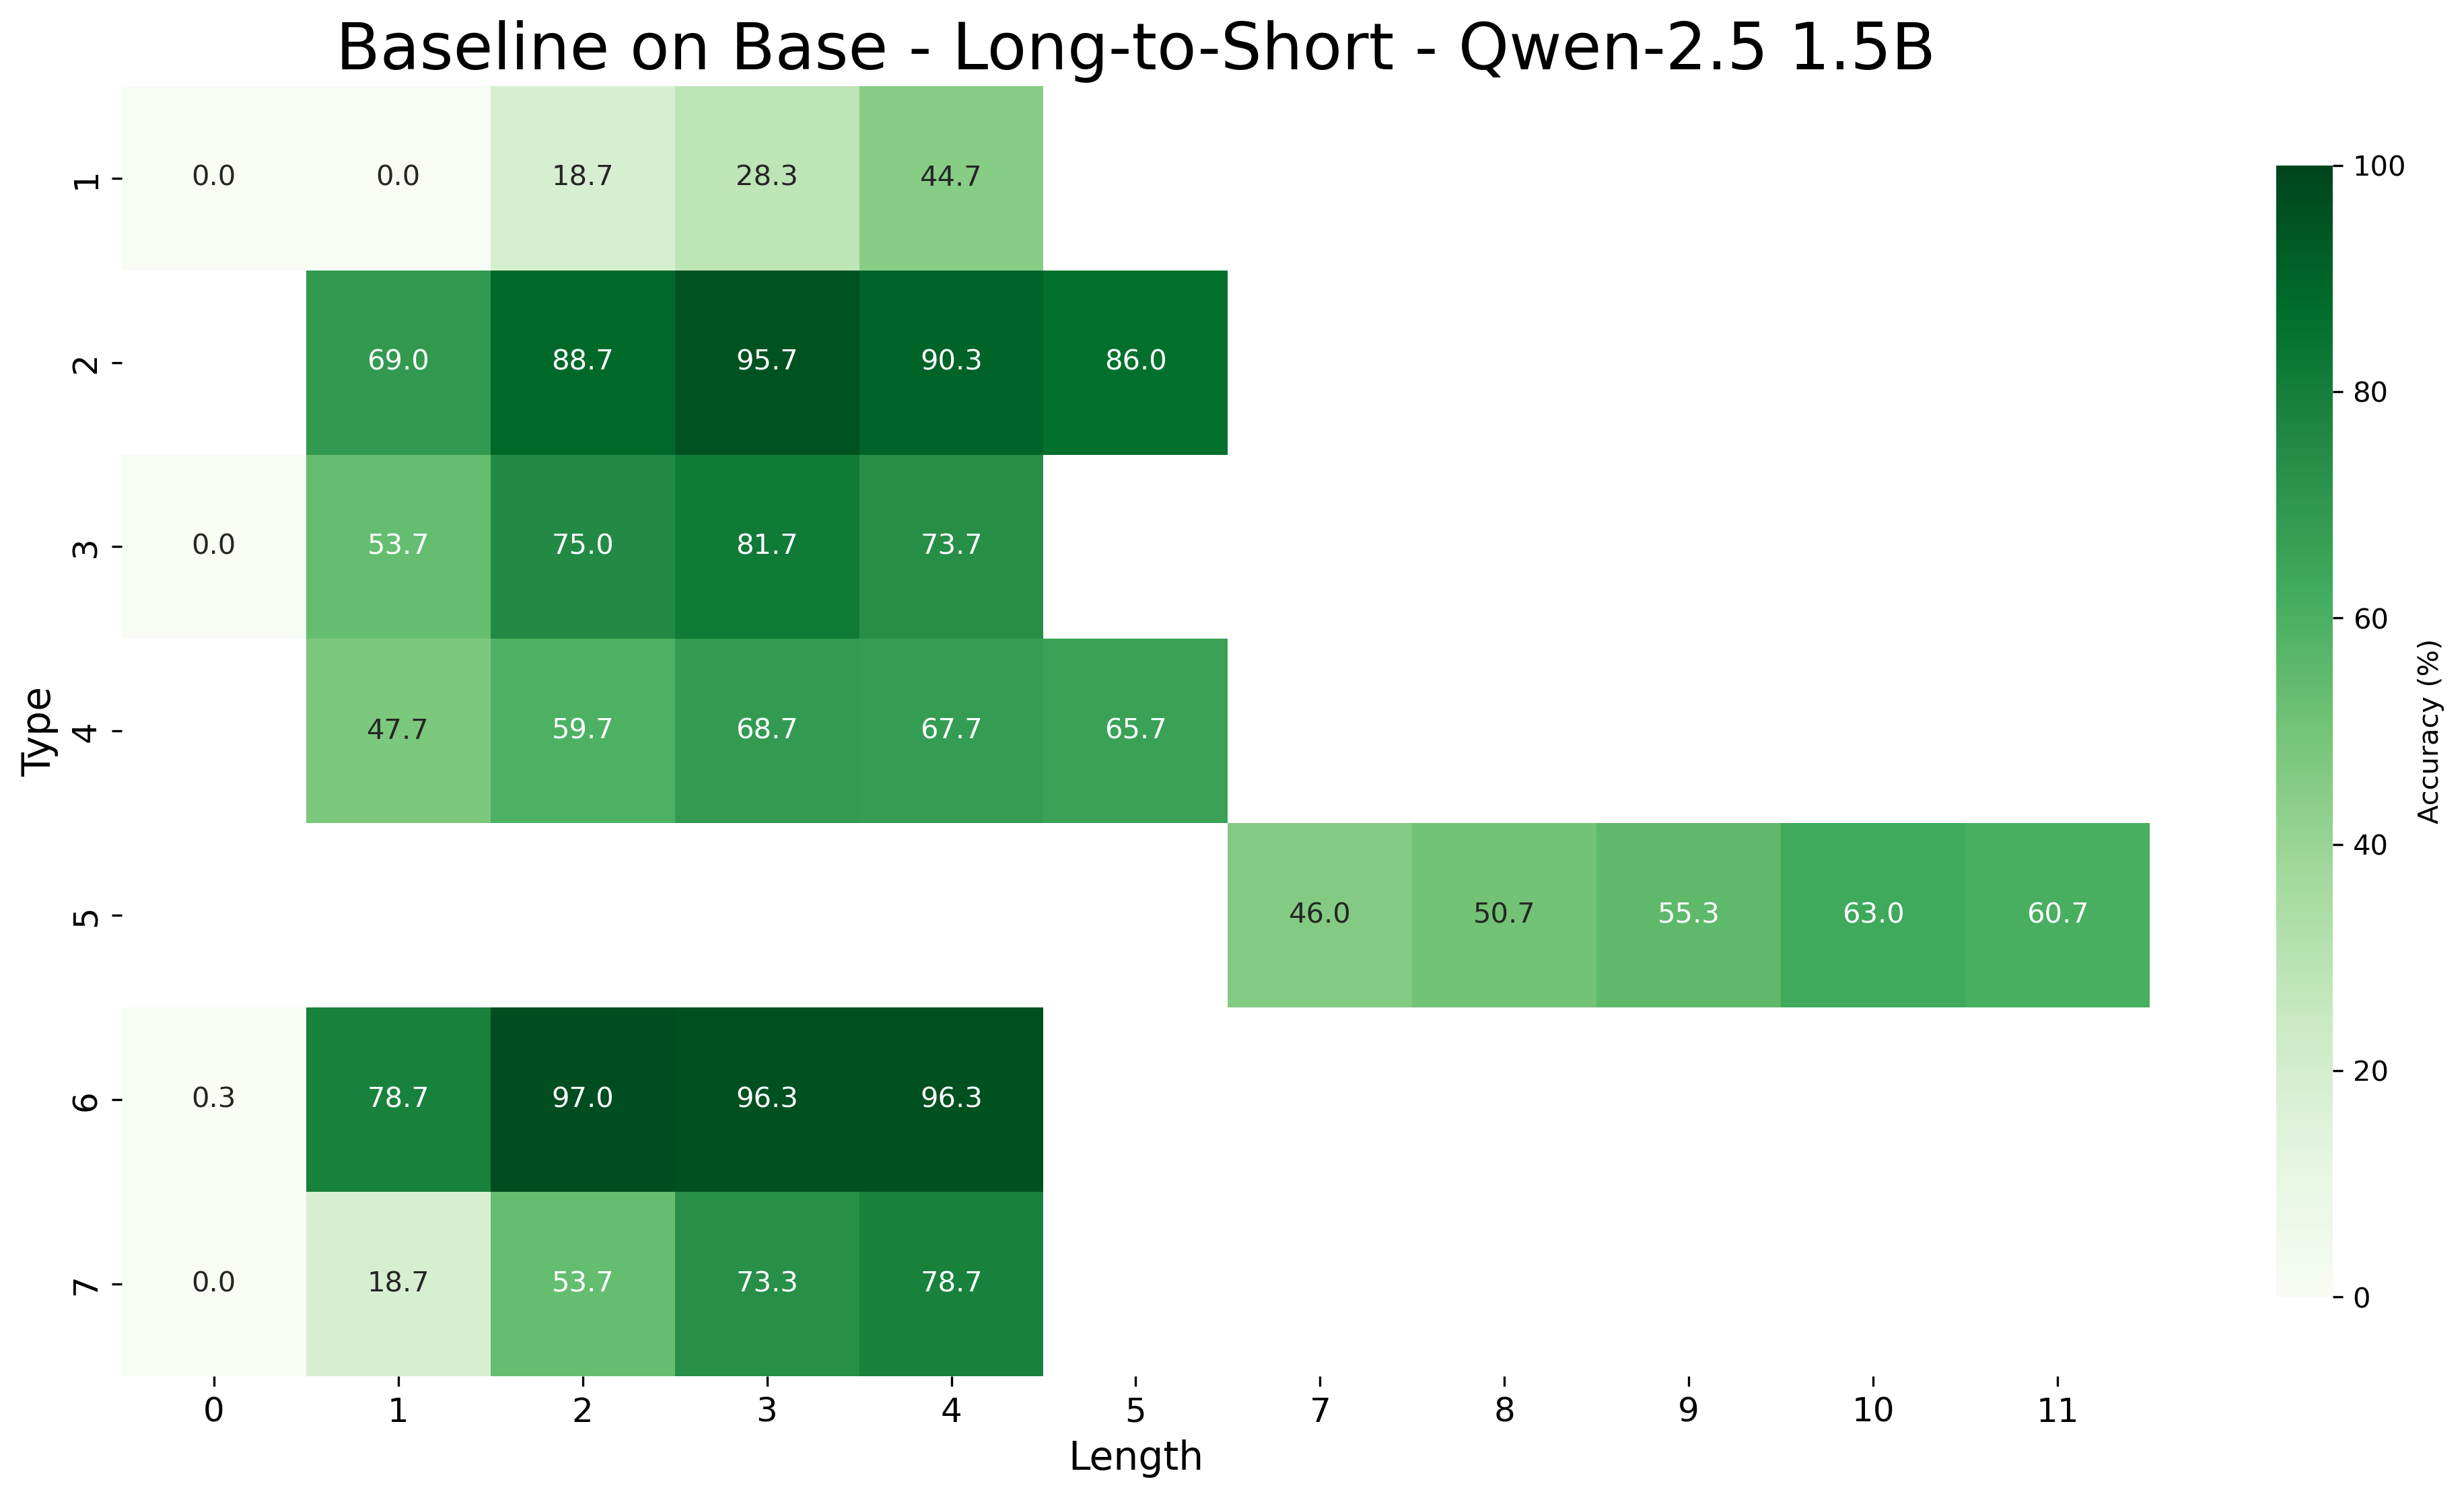 Baseline on Base - Long-to-Short - Qwen-2.5 1.5B
1 0.0 0.0 18.7 28.3 44.7
2 69.0 88.7 95.7 90.3 86.0
3 0.0 53.7 75.0 81.7 73.7
4 47.7 59.7 68.7 67.7 65.7
5 46.0 50.7 55.3 63.0 60.7
6 0.3 78.7 97.0 96.3 96.3
7 0.0 18.7 53.7 73.3 78.7
0 1 2 3 4 5 7 8 9 10 11
Length
Type
100
80
60
40
20
0
Accuracy (%)